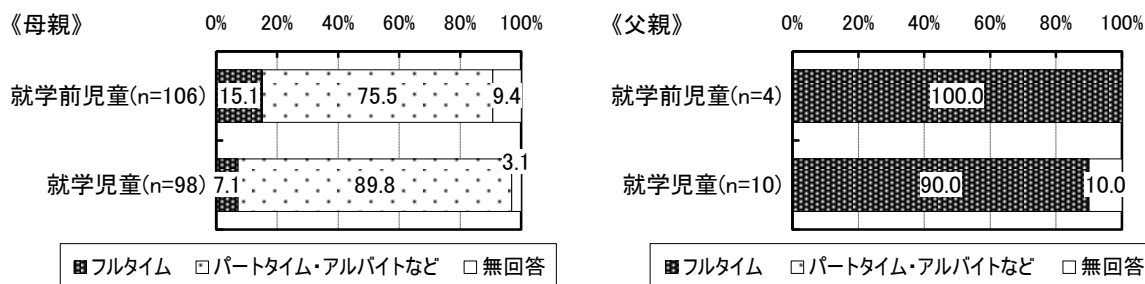 《母親》
0% 20% 40% 60% 80% 100%
就学前児童(n=106)
15.1 75.5 9.4
就学児童(n=98)
7.1 89.8 3.1
フルタイム パートタイム・アルバイトなど 無回答
《父親》
0% 20% 40% 60% 80% 100%
就学前児童(n=4)
100.0
就学児童(n=10)
90.0 10.0
フルタイム パートタイム・アルバイトなど 無回答